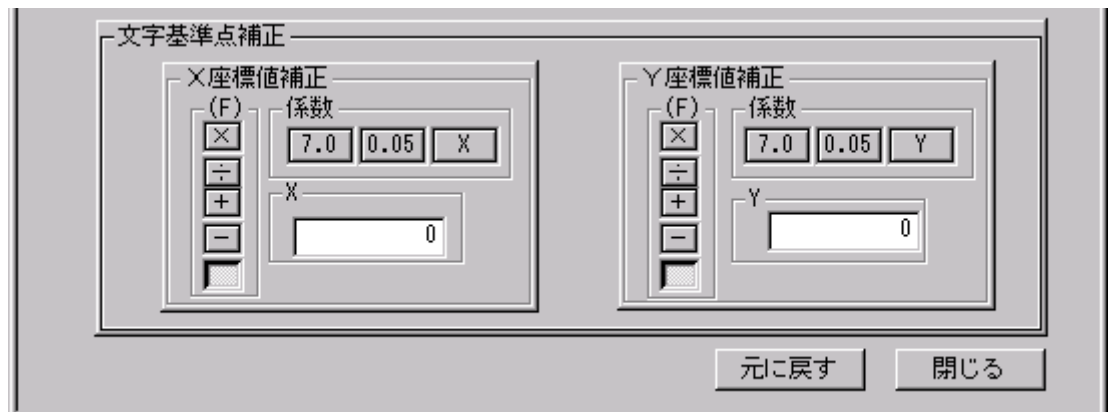 文字基準点補正
X座標値補正
(F)
×
÷
+
−
係数
7.0 0.05 X
X
0
Y座標値補正
(F)
×
÷
+
−
係数
7.0 0.05 Y
Y
0
元に戻す 閉じる